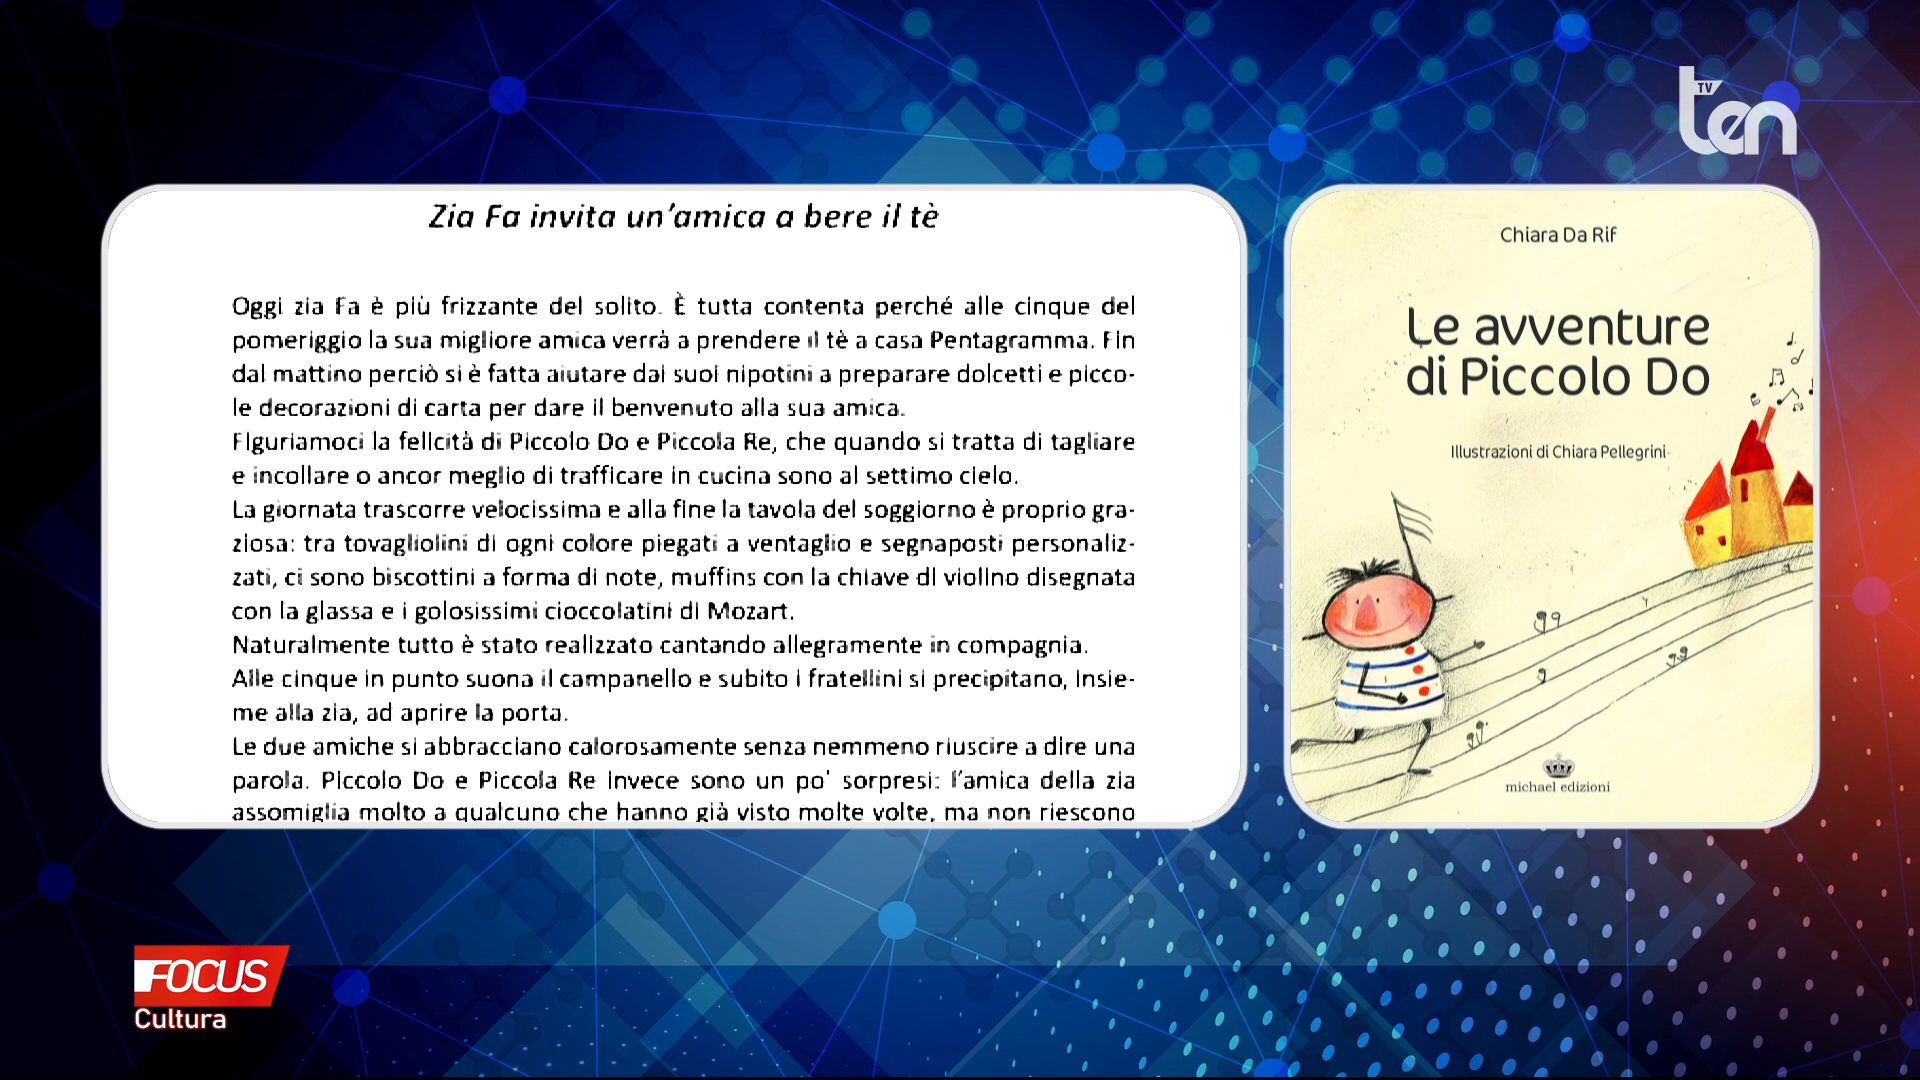 TV
ten
Zia Fa invita un'amica a bere il tè
Oggi zia Fa è più frizzante del solito. È tutta contenta perché alle cinque del
pomeriggio la sua migliore amica verrà a prendere il tè a casa Pentagramma. Fin
dal mattino perciò si è fatta aiutare dai suoi nipotini a preparare dolcetti e picco-
le decorazioni di carta per dare il benvenuto alla sua amica.
Figuriamoci la felicità di Piccolo Do e Piccola Re, che quando si tratta di tagliare
e incollare o ancor meglio di trafficare in cucina sono al settimo cielo.
La giornata trascorre velocissima e alla fine la tavola del soggiorno è proprio gra-
ziosa: tra tovagliolini di ogni colore piegati a ventaglio e segnaposti personaliz-
zati, ci sono biscottini a forma di note, muffins con la chiave di violino disegnata
con la glassa e i golosissimi cioccolatini di Mozart.
Naturalmente tutto è stato realizzato cantando allegramente in compagnia.
Alle cinque in punto suona il campanello e subito i fratellini si precipitano, insie-
me alla zia, ad aprire la porta.
Le due amiche si abbracciano calorosamente senza nemmeno riuscire a dire una
parola. Piccolo Do e Piccola Re invece sono un po' sorpresi: l'amica della zia
assomiglia molto a qualcuno che hanno già visto molte volte, ma non riescono
Chiara Da Rif
Le avventure
di Piccolo Do
Illustrazioni di Chiara Pellegrini
michael edizioni
FOCUS
Cultura